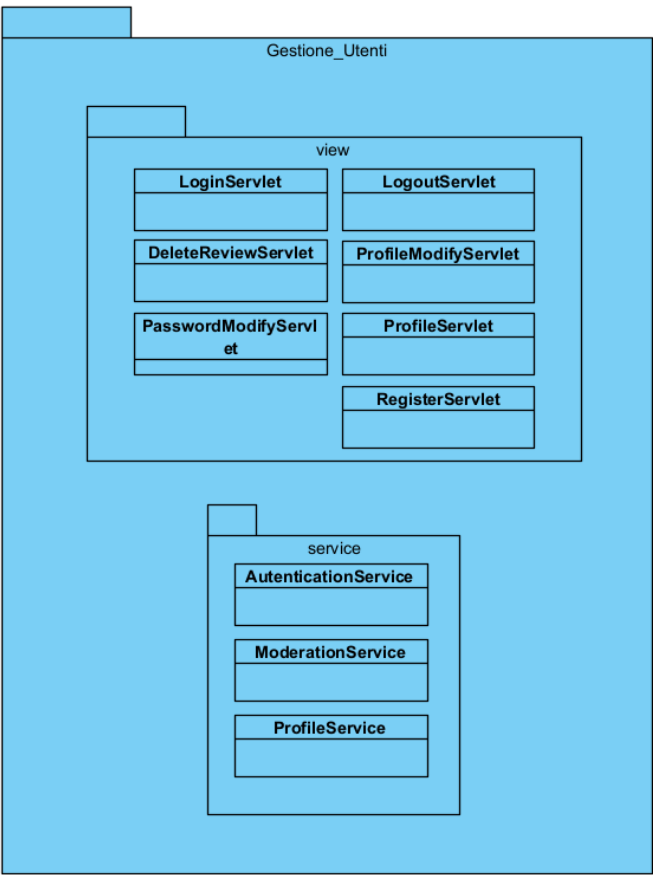 Gestione_Utenti
view
LoginServlet
LogoutServlet
DeleteReviewServlet
ProfileModifyServlet
PasswordModifyServl
et
ProfileServlet
RegisterServlet
service
AutenticationService
ModerationService
ProfileService